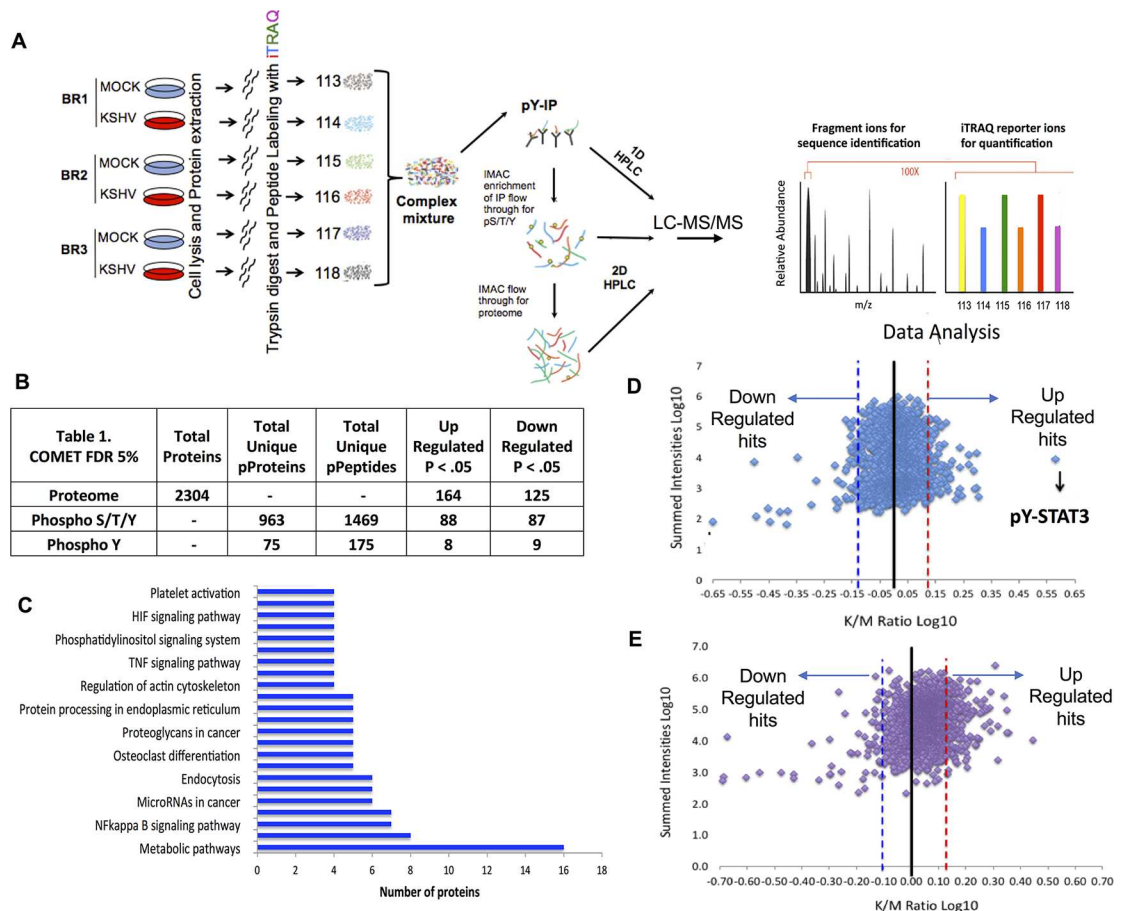 A
BR1
MOCK
KSHV
BR2
MOCK
KSHV
BR3
MOCK
KSHV
Cell lysis and Protein extraction
Trypsin digest and Peptide Labeling with iTRAQ
113
114
115
116
117
118
Complex
mixture
pY-IP
IMAC
enrichment
of IP flow
through for
pS/T/Y
IMAC flow
through for
proteome
1D
HPLC
2D
HPLC
LC-MS/MS
Fragment ions for
sequence identification
iTRAQ reporter ions
for quantification
100X
Relative Abundance
m/z
113 114 115 116 117 118
Data Analysis
B
Table 1.
COMET FDR 5%
Total
Proteins
Total
Unique
pProteins
Total
Unique
pPeptides
Up
Regulated
P < .05
Down
Regulated
P < .05
Proteome 2304 - - 164 125
Phospho S/T/Y - 963 1469 88 87
Phospho Y - 75 175 8 9
C
Platelet activation
HIF signaling pathway
Phosphatidylinositol signaling system
TNF signaling pathway
Regulation of actin cytoskeleton
Protein processing in endoplasmic reticulum
Proteoglycans in cancer
Osteoclast differentiation
Endocytosis
MicroRNAs in cancer
NFkappa B signaling pathway
Metabolic pathways
0 2 4 6 8 10 12 14 16 18
Number of proteins
D
Summed Intensities Log10
7
6
5
4
3
2
1
0
Down
Regulated
hits
Up
Regulated
hits
pY-STAT3
-0.65 -0.55 -0.45 -0.35 -0.25 -0.15 -0.05 0.05 0.15 0.25 0.35 0.45 0.55 0.65
K/M Ratio Log10
E
Summed Intensities Log10
7.0
6.0
5.0
4.0
3.0
2.0
1.0
0.0
Down
Regulated
hits
Up
Regulated
hits
-0.70 -0.60 -0.50 -0.40 -0.30 -0.20 -0.10 0.00 0.10 0.20 0.30 0.40 0.50 0.60 0.70
K/M Ratio Log10